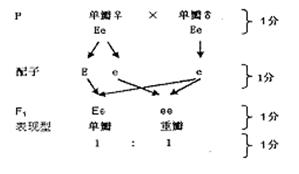 P 单瓣♀ × 单瓣♂ } 1分
Ee Ee
配子 E e e } 1分
F₁ Ee ee } 1分
表现型 单瓣 重瓣
1 : 1 } 1分